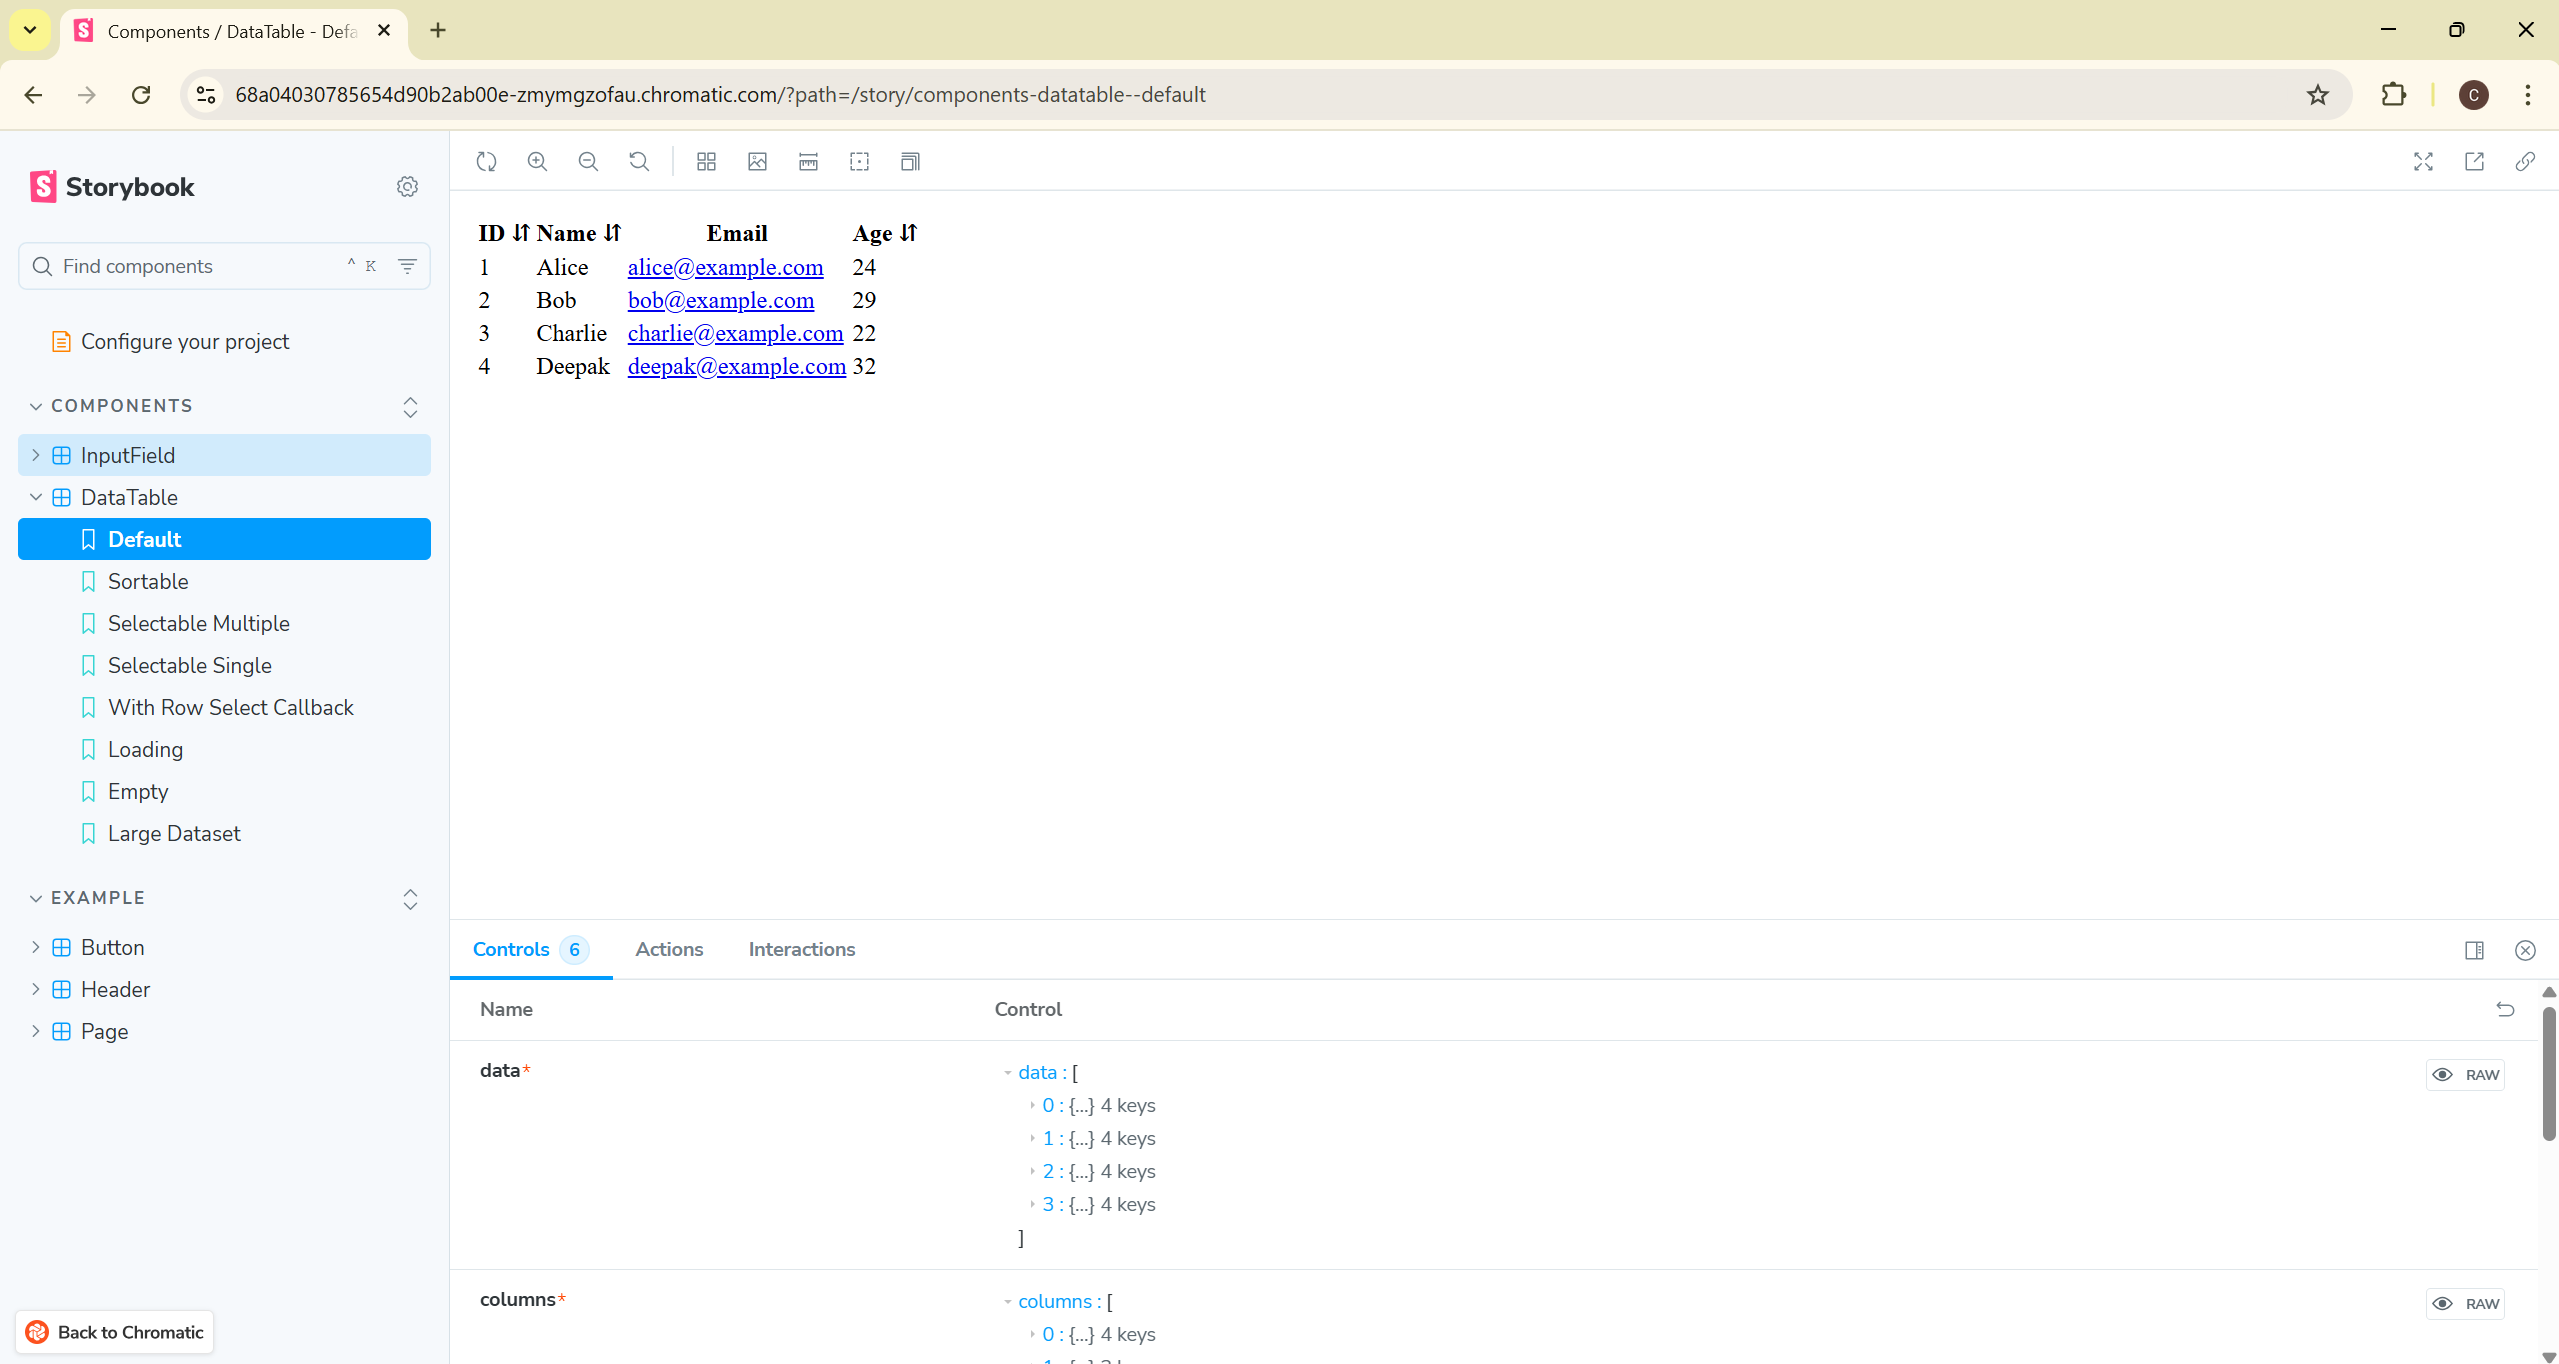 Components / DataTable - Defa
68a04030785654d90b2ab00e-zmymgzofau.chromatic.com/?path=/story/components-datatable--default
C
Storybook
Find components
^ K
Configure your project
COMPONENTS
InputField
DataTable
Default
Sortable
Selectable Multiple
Selectable Single
With Row Select Callback
Loading
Empty
Large Dataset
EXAMPLE
Button
Header
Page
Back to Chromatic
ID ⇵ Name ⇵ Email Age ⇵
1 Alice alice@example.com 24
2 Bob bob@example.com 29
3 Charlie charlie@example.com 22
4 Deepak deepak@example.com 32
Controls 6 Actions Interactions
Name Control
data* data : [ RAW
0 : {...} 4 keys
1 : {...} 4 keys
2 : {...} 4 keys
3 : {...} 4 keys
]
columns* columns : [ RAW
0 : {...} 4 keys